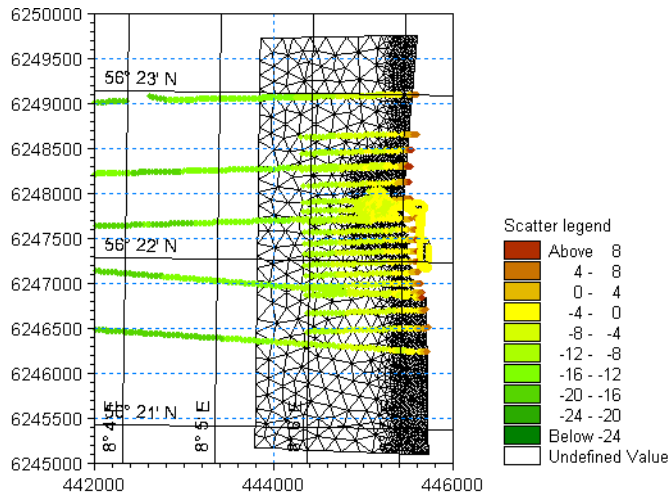 6250000
6249500
56° 23' N
6249000
6248500
6248000
6247500
56° 22' N
6247000
6246500
6246000
6245500
56° 21' N
6245000
8° 4' E
8° 5' E
8° 6' E
442000
444000
446000
Scatter legend
Above 8
4 - 8
0 - 4
-4 - 0
-8 - -4
-12 - -8
-16 - -12
-20 - -16
-24 - -20
Below -24
Undefined Value